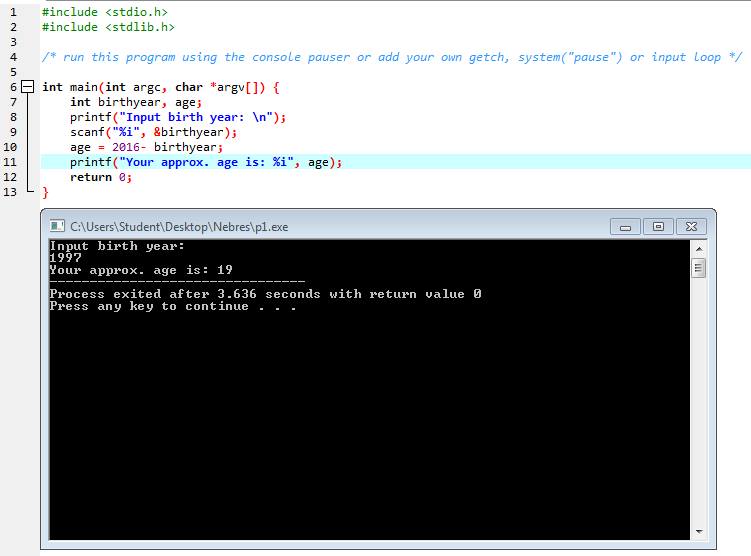 1 #include <stdio.h>
2 #include <stdlib.h>
3
4 /* run this program using the console pauser or add your own getch, system("pause") or input loop */
5
6 int main(int argc, char *argv[]) {
7 int birthyear, age;
8 printf("Input birth year: \n");
9 scanf("%i", &birthyear);
10 age = 2016- birthyear;
11 printf("Your approx. age is: %i", age);
12 return 0;
13 }
C:\Users\Student\Desktop\Nebres\p1.exe
Input birth year:
1997
Your approx. age is: 19
--------------------------------
Process exited after 3.636 seconds with return value 0
Press any key to continue . . .